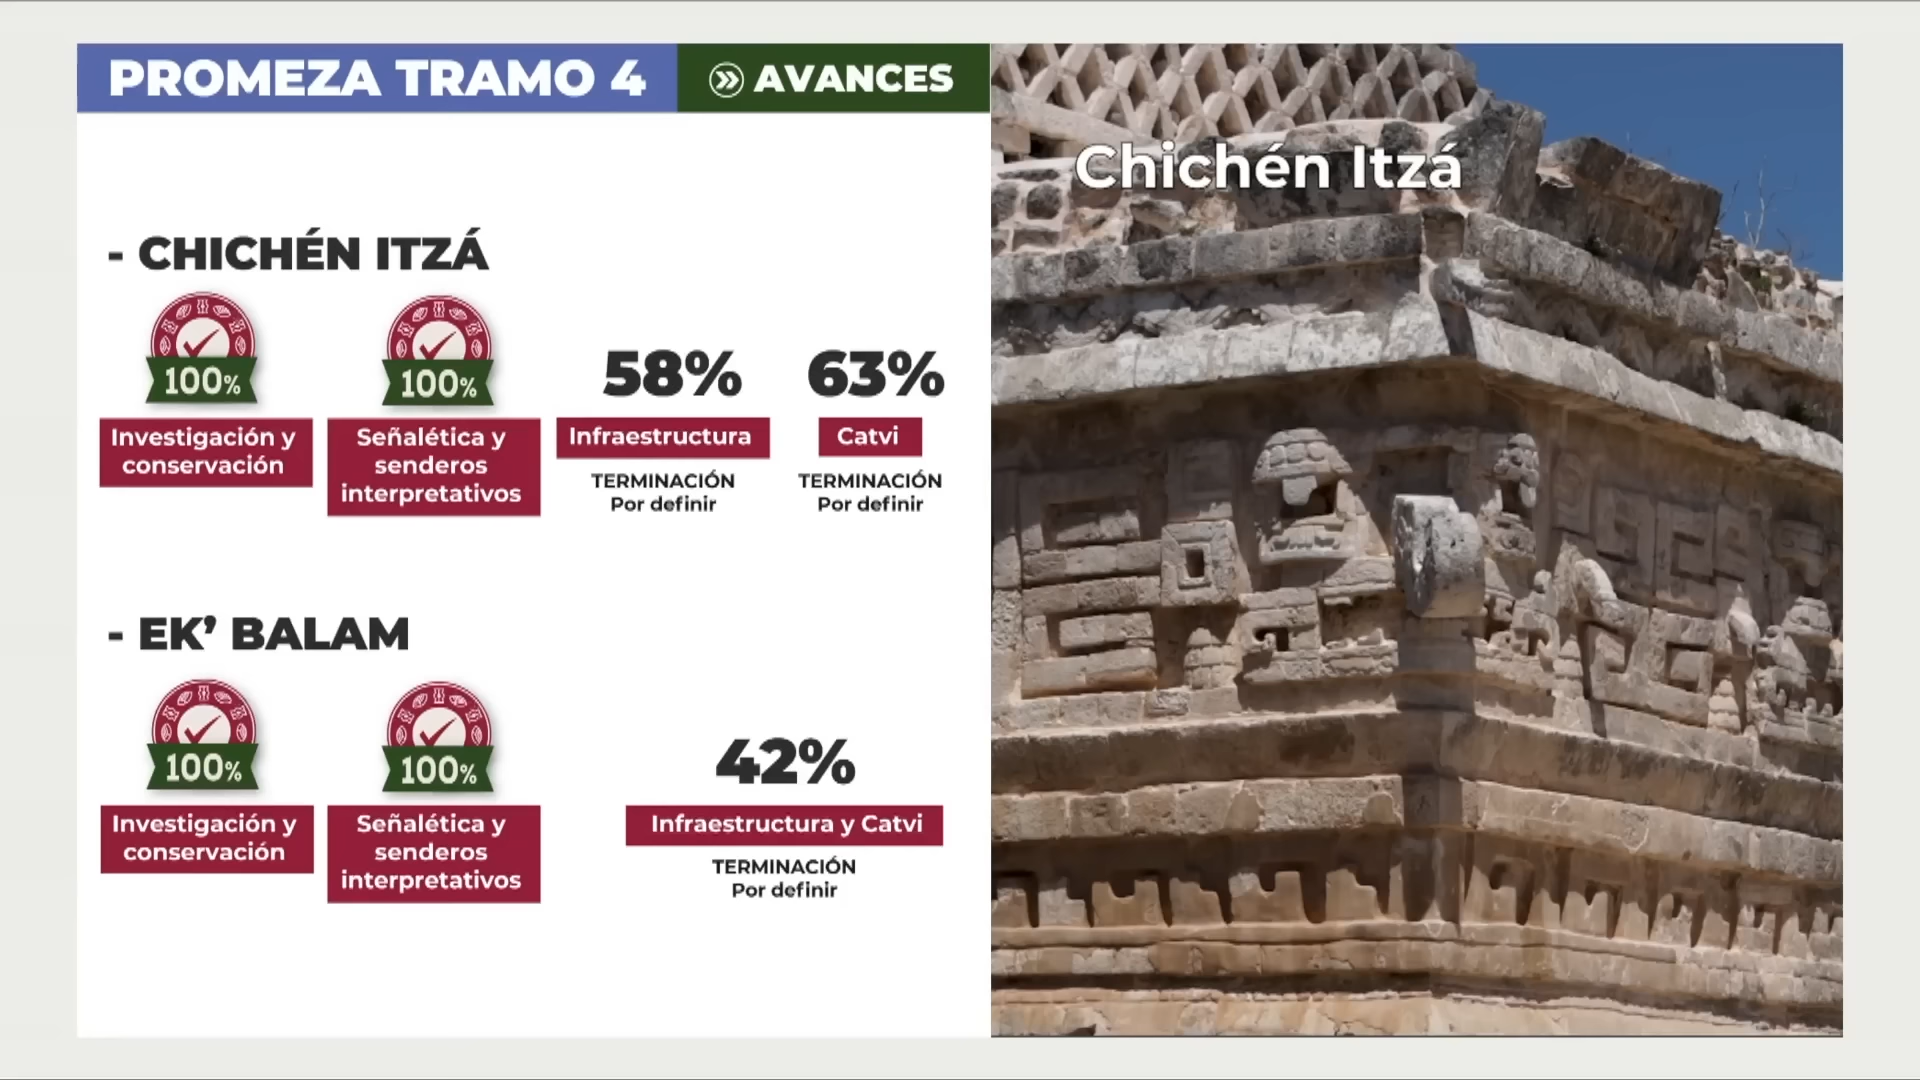 PROMEZA TRAMO 4
AVANCES
Chichén Itzá
- CHICHÉN ITZÁ
100%
Investigación y
conservación
100%
Señalética y
senderos
interpretativos
58%
Infraestructura
TERMINACIÓN
Por definir
63%
Catvi
TERMINACIÓN
Por definir
- EK’ BALAM
100%
Investigación y
conservación
100%
Señalética y
senderos
interpretativos
42%
Infraestructura y Catvi
TERMINACIÓN
Por definir